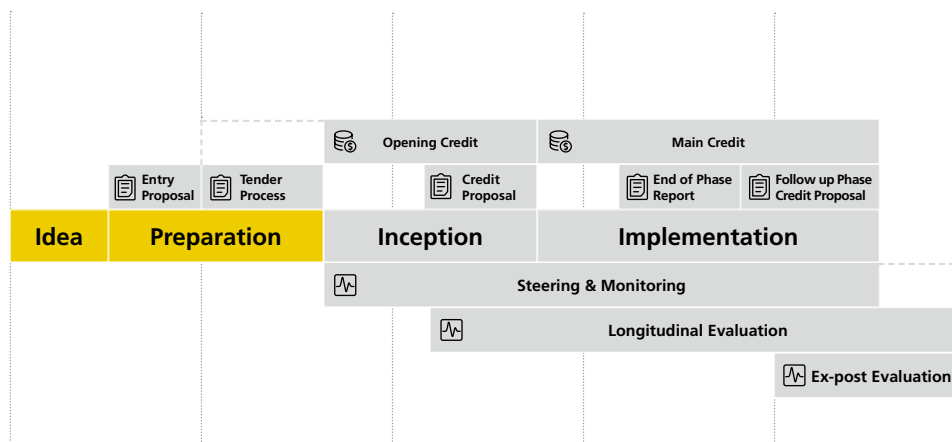 Opening Credit
Main Credit
Entry
Proposal
Tender
Process
Credit
Proposal
End of Phase
Report
Follow up Phase
Credit Proposal
Idea
Preparation
Inception
Implementation
Steering & Monitoring
Longitudinal Evaluation
Ex-post Evaluation